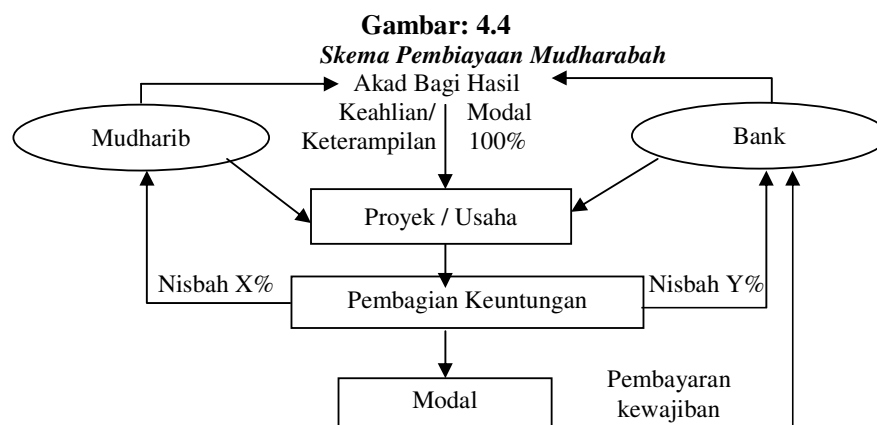 Gambar: 4.4
Skema Pembiayaan Mudharabah
Akad Bagi Hasil
Keahlian/ Modal
Keterampilan 100%
Mudharib
Bank
Proyek / Usaha
Nisbah X%
Nisbah Y%
Pembagian Keuntungan
Modal
Pembayaran
kewajiban